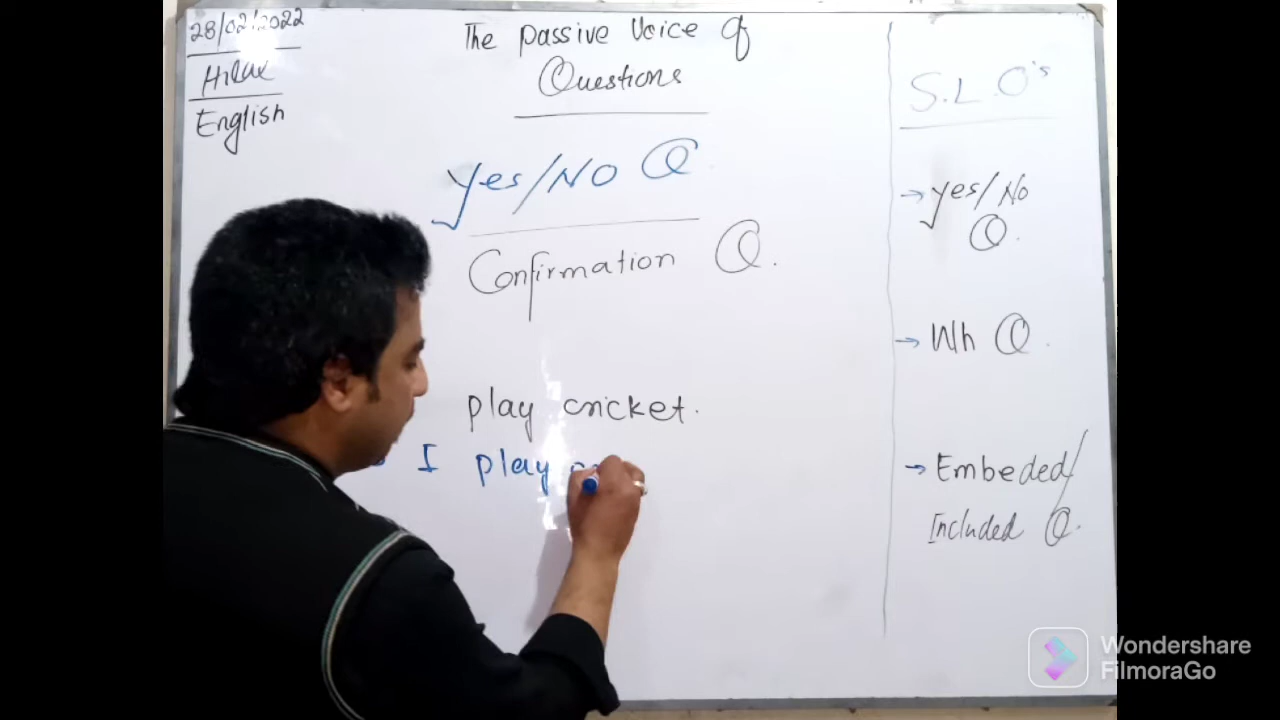 28/02/2022
Hilal
English
The Passive Voice of
Questions
Yes/No Q.
Confirmation Q.
play cricket.
I play
S.L.O's
→ Yes/No
Q.
→ Wh Q.
→ Embeded/
Included Q.
Wondershare
FilmoraGo